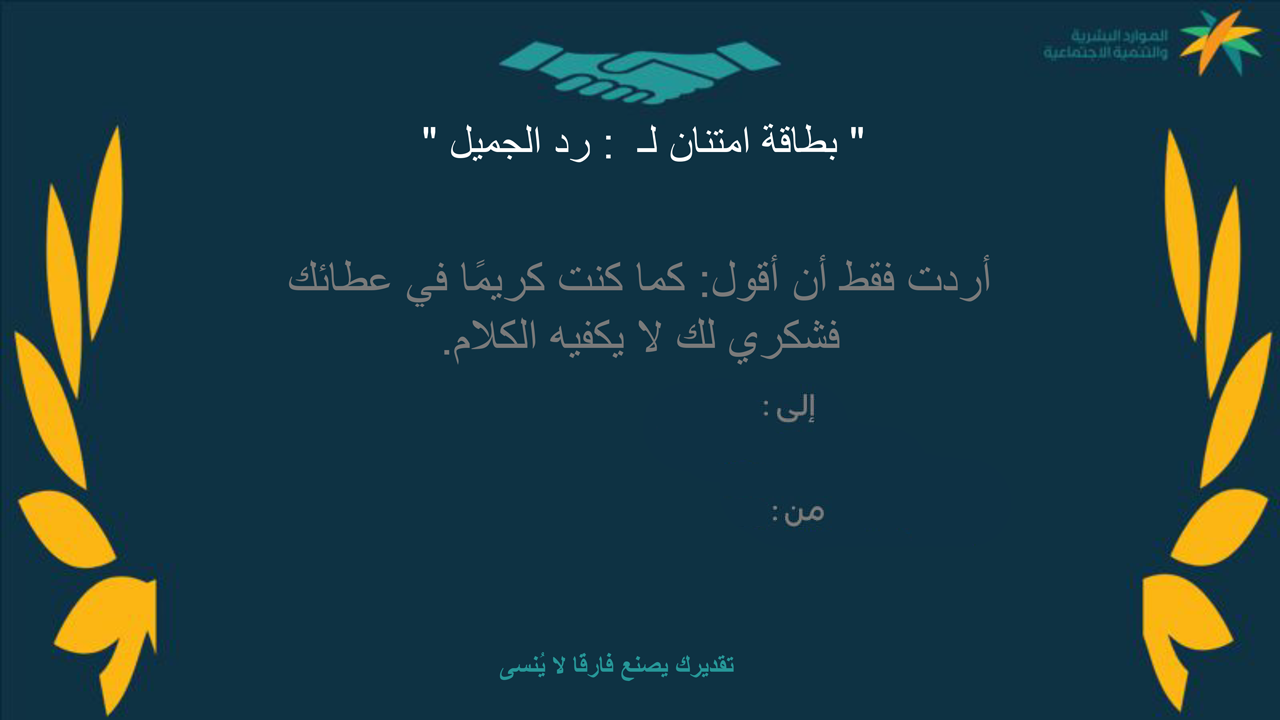 الموارد البشرية
والتنمية الاجتماعية
" بطاقة امتنان لـ : رد الجميل "
أردت فقط أن أقول: كما كنت كريمًا في عطائك
فشكري لك لا يكفيه الكلام.
إلى :
من :
تقديرك يصنع فارقا لا يُنسى